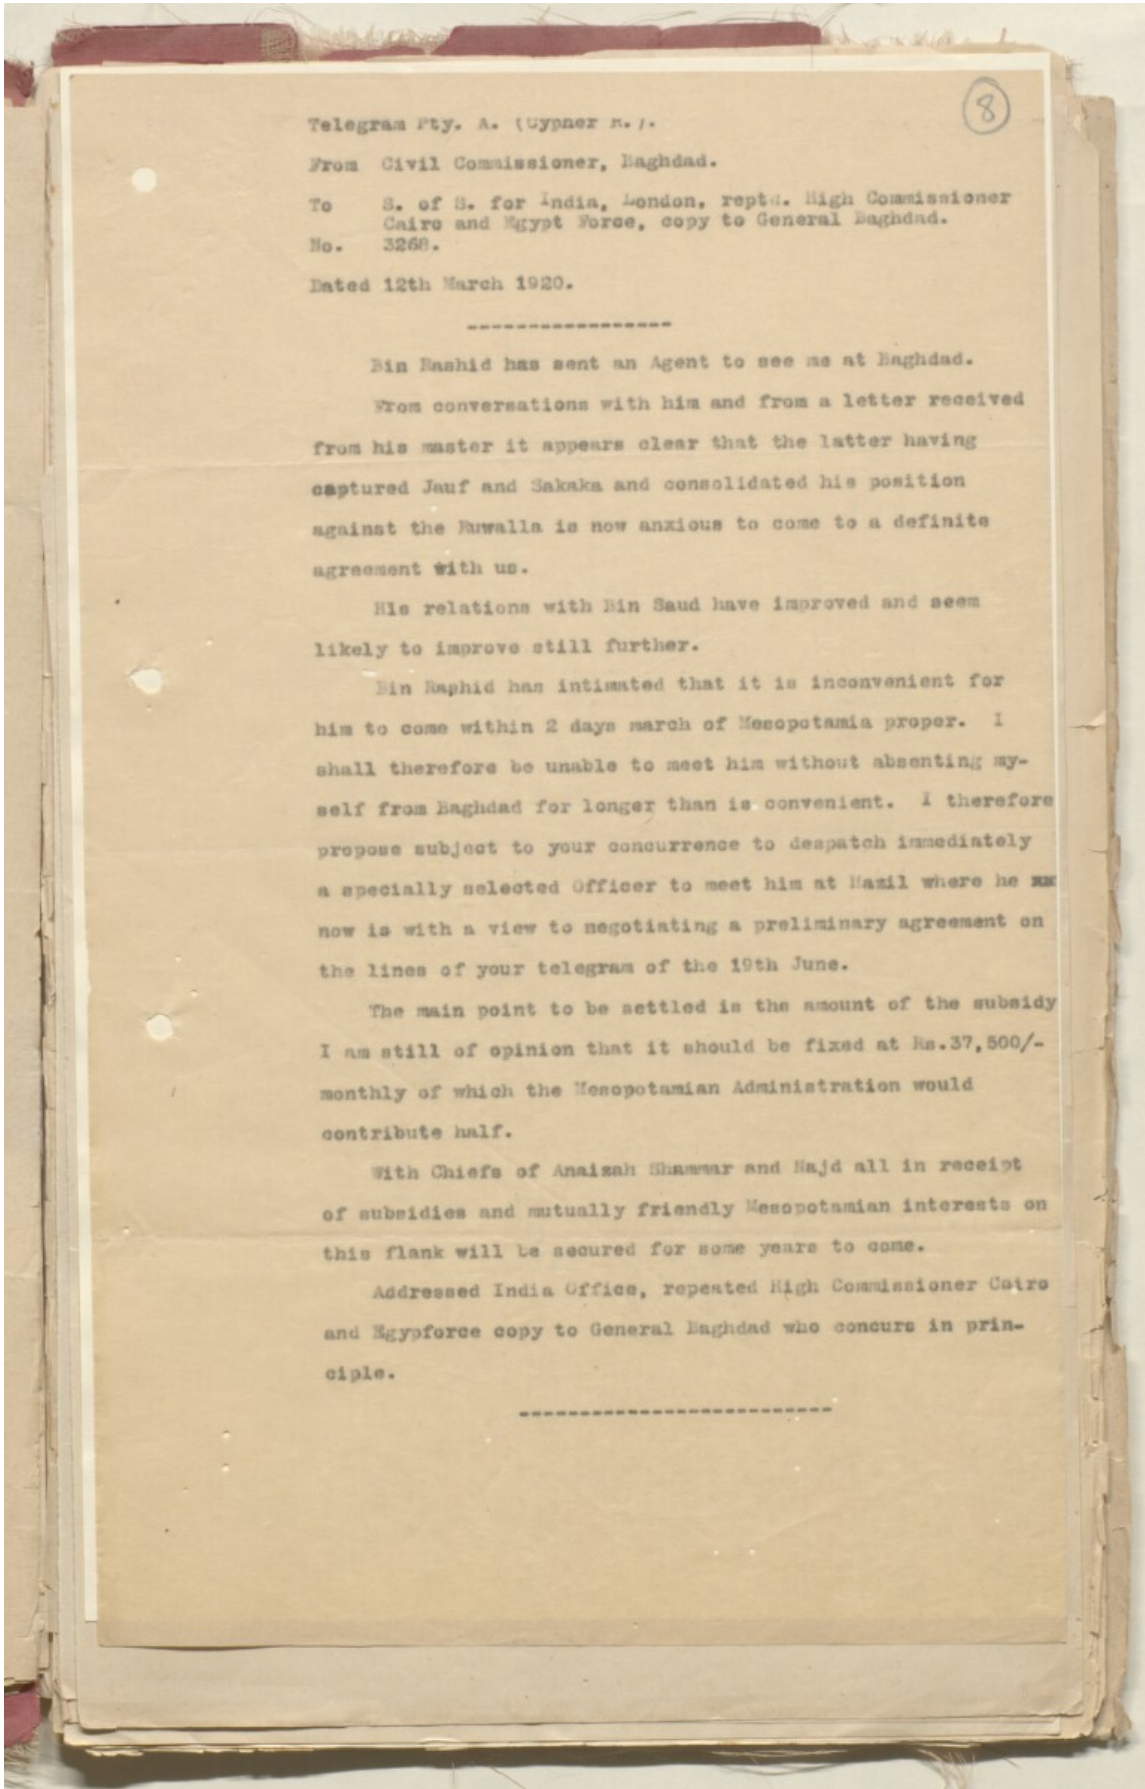 8
Telegram Pty. A. (Cypher R.).
From Civil Commissioner, Baghdad.
To S. of S. for India, London, reptd. High Commissioner
Cairo and Egypt Force, copy to General Baghdad.
No. 3268.
Dated 12th March 1920.
-----------------
Bin Rashid has sent an Agent to see me at Baghdad.
From conversations with him and from a letter received
from his master it appears clear that the latter having
captured Jauf and Sakaka and consolidated his position
against the Ruwalla is now anxious to come to a definite
agreement with us.
His relations with Bin Saud have improved and seem
likely to improve still further.
Bin Raphid has intimated that it is inconvenient for
him to come within 2 days march of Mesopotamia proper. I
shall therefore be unable to meet him without absenting my-
self from Baghdad for longer than is convenient. I therefore
propose subject to your concurrence to despatch immediately
a specially selected Officer to meet him at Hazil where he xx
now is with a view to negotiating a preliminary agreement on
the lines of your telegram of the 19th June.
The main point to be settled is the amount of the subsidy
I am still of opinion that it should be fixed at Rs.37,500/-
monthly of which the Mesopotamian Administration would
contribute half.
With Chiefs of Anaizah Shammar and Najd all in receipt
of subsidies and mutually friendly Mesopotamian interests on
this flank will be secured for some years to come.
Addressed India Office, repeated High Commissioner Cairo
and Egypforce copy to General Baghdad who concurs in prin-
ciple.
--------------------------